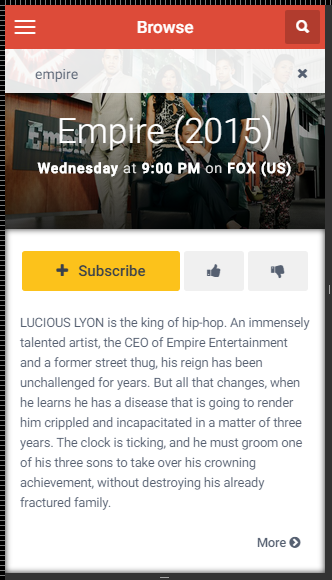 Browse
empire
Empire
Empire (2015)
Wednesday at 9:00 PM on FOX (US)
Subscribe
LUCIOUS LYON is the king of hip-hop. An immensely
talented artist, the CEO of Empire Entertainment
and a former street thug, his reign has been
unchallenged for years. But all that changes, when
he learns he has a disease that is going to render
him crippled and incapacitated in a matter of three
years. The clock is ticking, and he must groom one
of his three sons to take over his crowning
achievement, without destroying his already
fractured family.
More